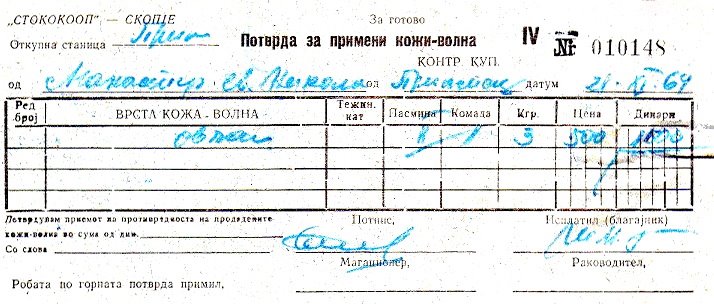 „СТОКОКООП" — СКОПЈЕ За готово
Откупна станица
Потврда за примени кожи-волна IV № 010148
КОНТР КУП.
од Манастир Св. Никола од датум 21. XI 64
Ред број ВРСТА КОЖА - ВОЛНА Тежин. кат Пасмина Комада Кгр. Цена Динари
II 1 3 500 1500
Потврдувам приемот на противредноста на продадените
кожи-волна во сума од дин. Потпис, Исплатил (благајник)
Со слова
Магационер, Раководител,
Робата по горната потврда примил,